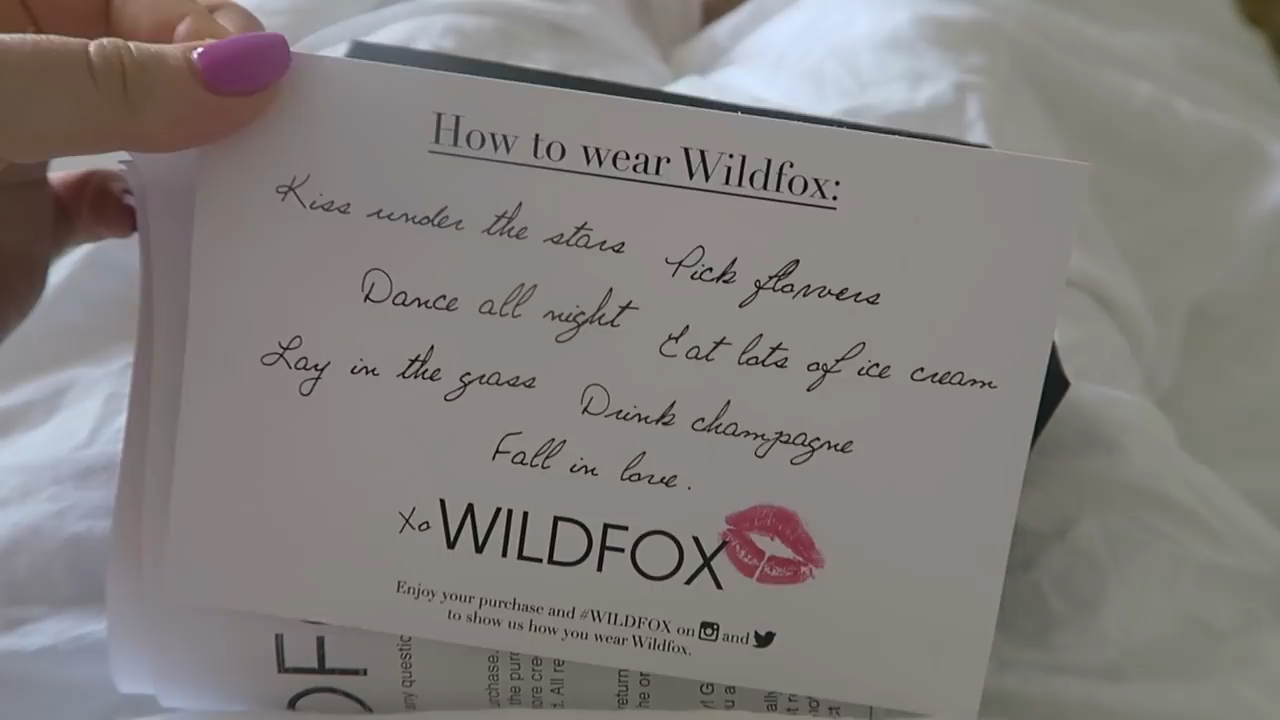 How to wear Wildfox:
Kiss under the stars Pick flowers
Dance all night Eat lots of ice cream
Lay in the grass Drink champagne
Fall in love.
xo WILDFOX
Enjoy your purchase and #WILDFOX on and
to show us how you wear Wildfox.